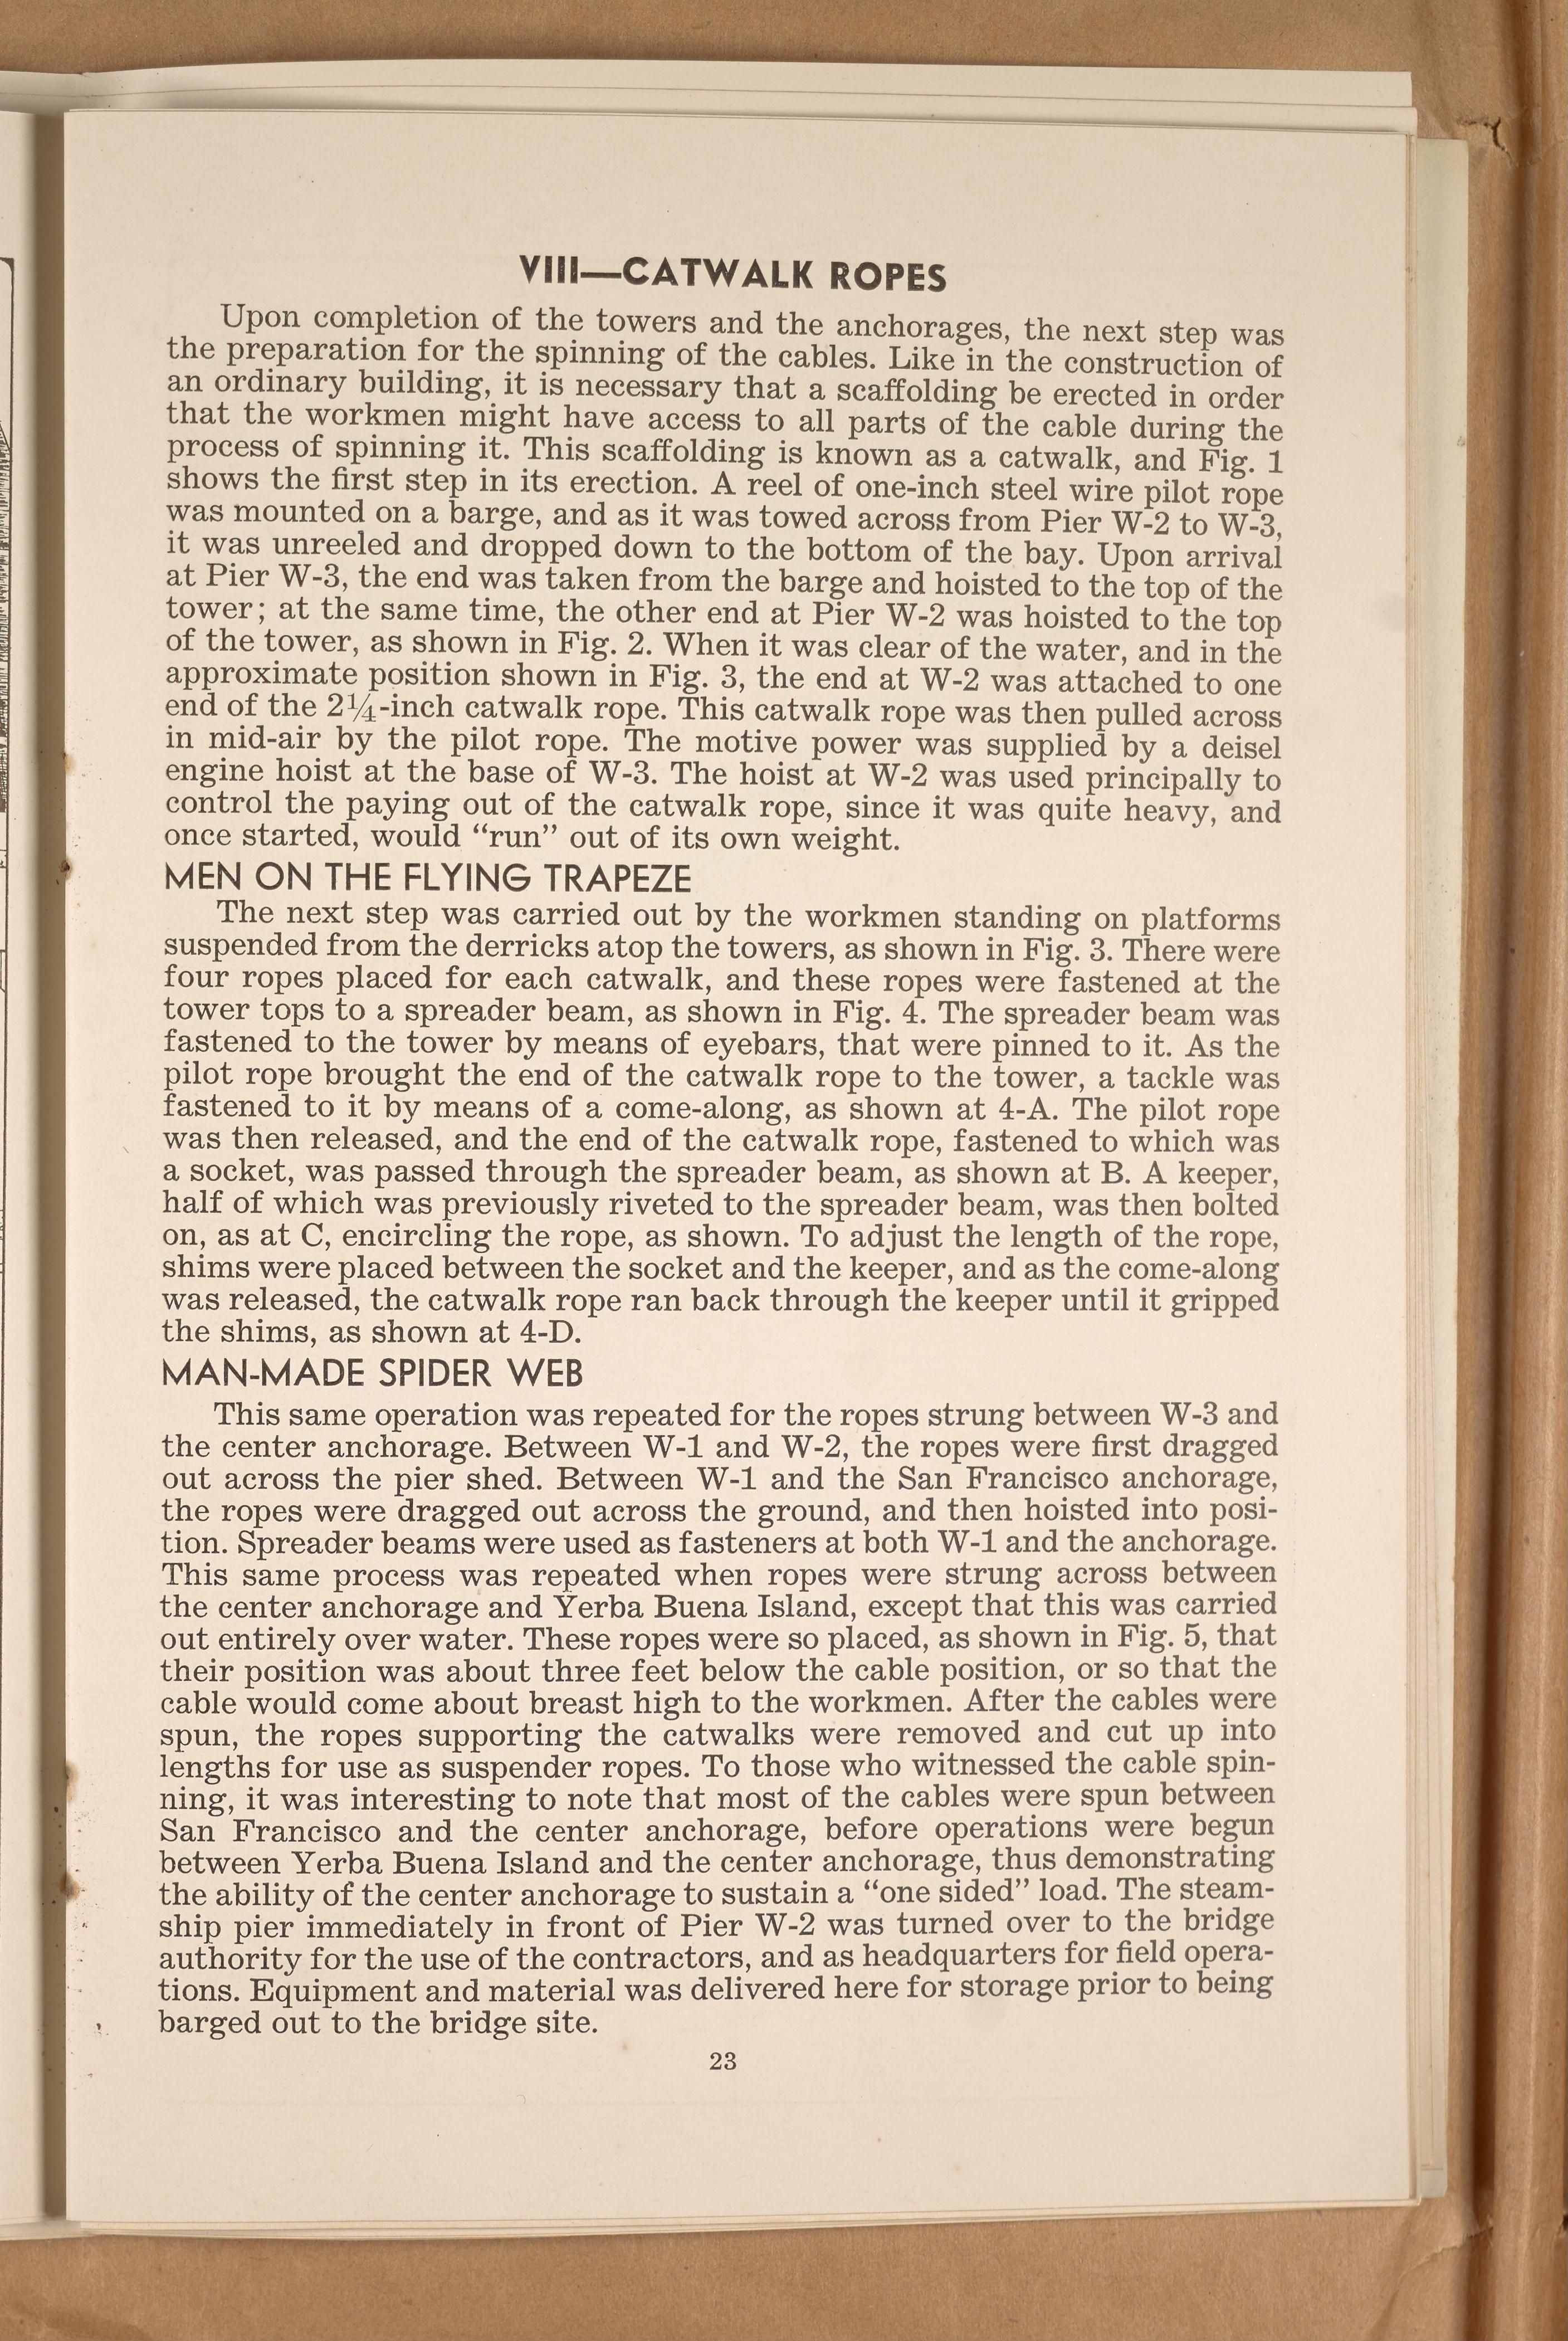 VIII—CATWALK ROPES
Upon completion of the towers and the anchorages, the next step was
the preparation for the spinning of the cables. Like in the construction of
an ordinary building, it is necessary that a scaffolding be erected in order
that the workmen might have access to all parts of the cable during the
process of spinning it. This scaffolding is known as a catwalk, and Fig. 1
shows the first step in its erection. A reel of one-inch steel wire pilot rope
was mounted on a barge, and as it was towed across from Pier W-2 to W-3,
it was unreeled and dropped down to the bottom of the bay. Upon arrival
at Pier W-3, the end was taken from the barge and hoisted to the top of the
tower; at the same time, the other end at Pier W-2 was hoisted to the top
of the tower, as shown in Fig. 2. When it was clear of the water, and in the
approximate position shown in Fig. 3, the end at W-2 was attached to one
end of the 2¼-inch catwalk rope. This catwalk rope was then pulled across
in mid-air by the pilot rope. The motive power was supplied by a deisel
engine hoist at the base of W-3. The hoist at W-2 was used principally to
control the paying out of the catwalk rope, since it was quite heavy, and
once started, would “run” out of its own weight.
MEN ON THE FLYING TRAPEZE
The next step was carried out by the workmen standing on platforms
suspended from the derricks atop the towers, as shown in Fig. 3. There were
four ropes placed for each catwalk, and these ropes were fastened at the
tower tops to a spreader beam, as shown in Fig. 4. The spreader beam was
fastened to the tower by means of eyebars, that were pinned to it. As the
pilot rope brought the end of the catwalk rope to the tower, a tackle was
fastened to it by means of a come-along, as shown at 4-A. The pilot rope
was then released, and the end of the catwalk rope, fastened to which was
a socket, was passed through the spreader beam, as shown at B. A keeper,
half of which was previously riveted to the spreader beam, was then bolted
on, as at C, encircling the rope, as shown. To adjust the length of the rope,
shims were placed between the socket and the keeper, and as the come-along
was released, the catwalk rope ran back through the keeper until it gripped
the shims, as shown at 4-D.
MAN-MADE SPIDER WEB
This same operation was repeated for the ropes strung between W-3 and
the center anchorage. Between W-1 and W-2, the ropes were first dragged
out across the pier shed. Between W-1 and the San Francisco anchorage,
the ropes were dragged out across the ground, and then hoisted into posi-
tion. Spreader beams were used as fasteners at both W-1 and the anchorage.
This same process was repeated when ropes were strung across between
the center anchorage and Yerba Buena Island, except that this was carried
out entirely over water. These ropes were so placed, as shown in Fig. 5, that
their position was about three feet below the cable position, or so that the
cable would come about breast high to the workmen. After the cables were
spun, the ropes supporting the catwalks were removed and cut up into
lengths for use as suspender ropes. To those who witnessed the cable spin-
ning, it was interesting to note that most of the cables were spun between
San Francisco and the center anchorage, before operations were begun
between Yerba Buena Island and the center anchorage, thus demonstrating
the ability of the center anchorage to sustain a “one sided” load. The steam-
ship pier immediately in front of Pier W-2 was turned over to the bridge
authority for the use of the contractors, and as headquarters for field opera-
tions. Equipment and material was delivered here for storage prior to being
barged out to the bridge site.
23